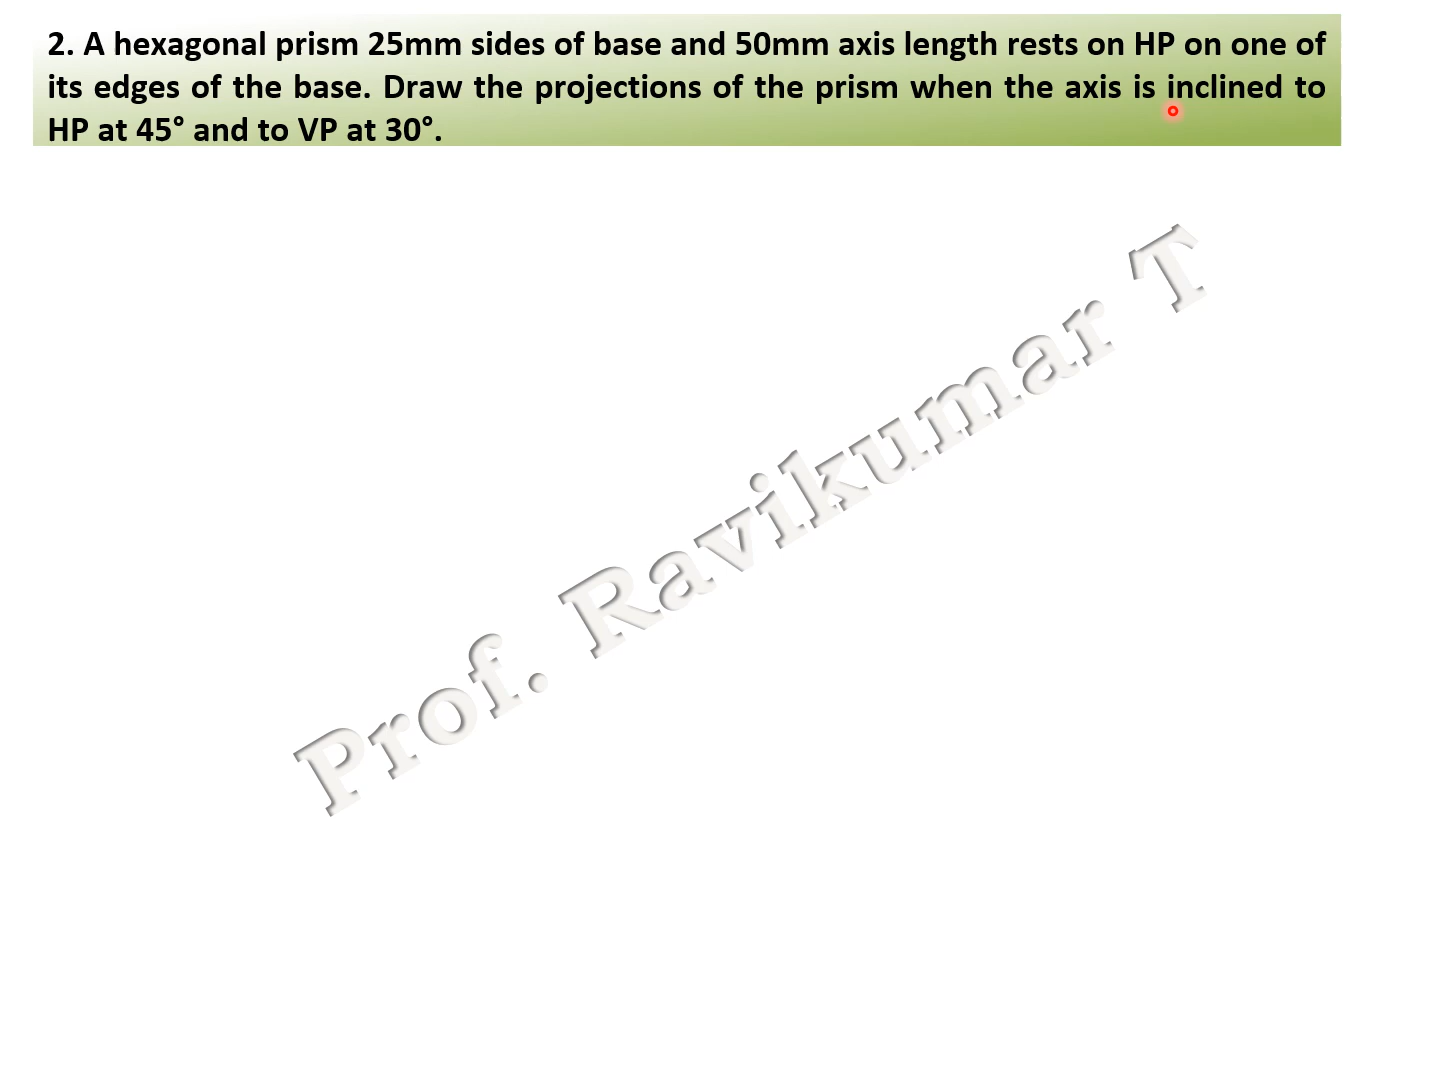 2. A hexagonal prism 25mm sides of base and 50mm axis length rests on HP on one of
its edges of the base. Draw the projections of the prism when the axis is inclined to
HP at 45° and to VP at 30°.
Prof. Ravikumar T